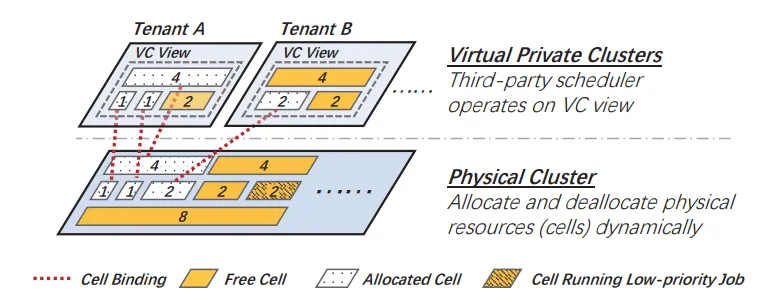 Tenant A
Tenant B
VC View
VC View
4
1 1 2
4
2 2
......
Virtual Private Clusters
Third-party scheduler
operates on VC view
4 4
1 1 2 2 2
8
......
Physical Cluster
Allocate and deallocate physical
resources (cells) dynamically
Cell Binding
Free Cell
Allocated Cell
Cell Running Low-priority Job